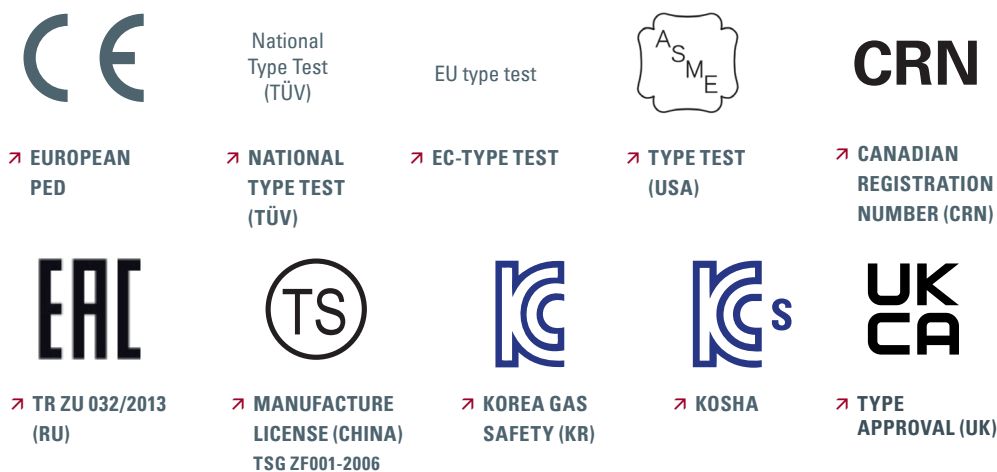 CE
National
Type Test
(TÜV)
EU type test
ASME
CRN
EUROPEAN
PED
NATIONAL
TYPE TEST
(TÜV)
EC-TYPE TEST
TYPE TEST
(USA)
CANADIAN
REGISTRATION
NUMBER (CRN)
EAC
TS
KC
KCs
UK
CA
TR ZU 032/2013
(RU)
MANUFACTURE
LICENSE (CHINA)
TSG ZF001-2006
KOREA GAS
SAFETY (KR)
KOSHA
TYPE
APPROVAL (UK)